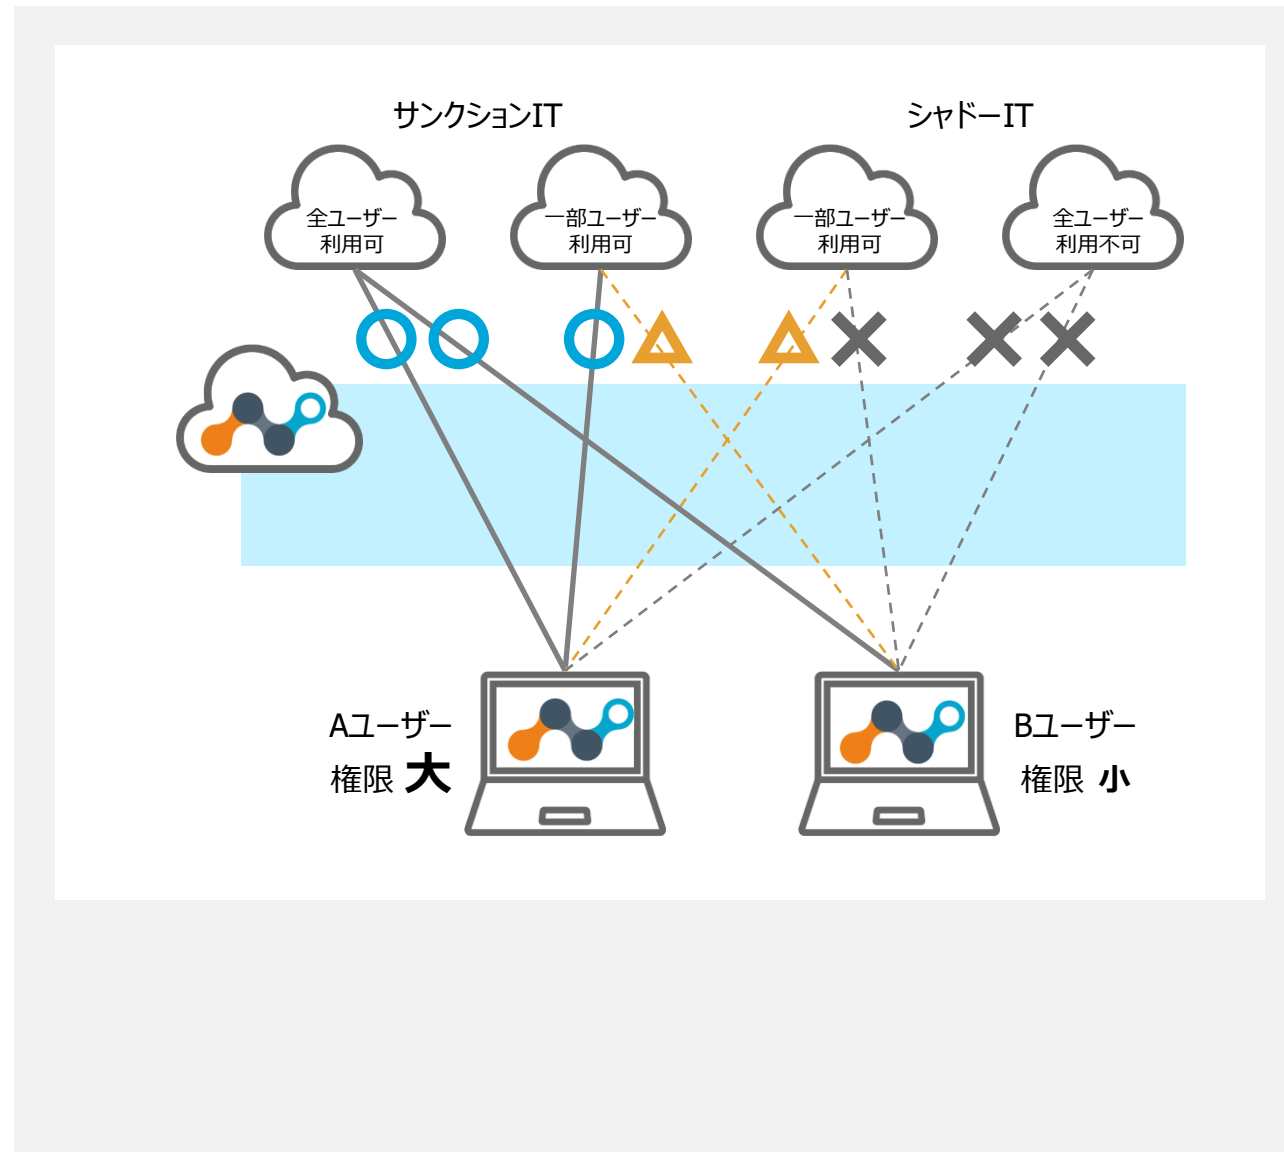 サンクションIT
シャドーIT
全ユーザー
利用可
一部ユーザー
利用可
一部ユーザー
利用可
全ユーザー
利用不可
Aユーザー
権限 大
Bユーザー
権限 小